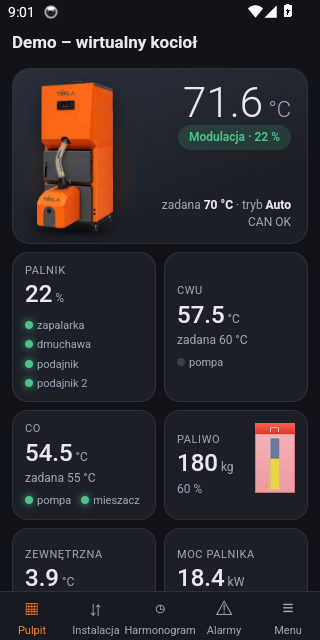 9:01
Demo – wirtualny kocioł
TEKLA
TEKLA
71.6 °C
Modulacja · 22 %
zadana 70 °C · tryb Auto
CAN OK
PALNIK
22 %
zapalarka
dmuchawa
podajnik
podajnik 2
CWU
57.5 °C
zadana 60 °C
pompa
CO
54.5 °C
zadana 55 °C
pompa mieszacz
PALIWO
180 kg
60 %
ZEWNĘTRZNA
3.9 °C
MOC PALNIKA
18.4 kW
Pulpit
Instalacja
Harmonogram
Alarmy
Menu